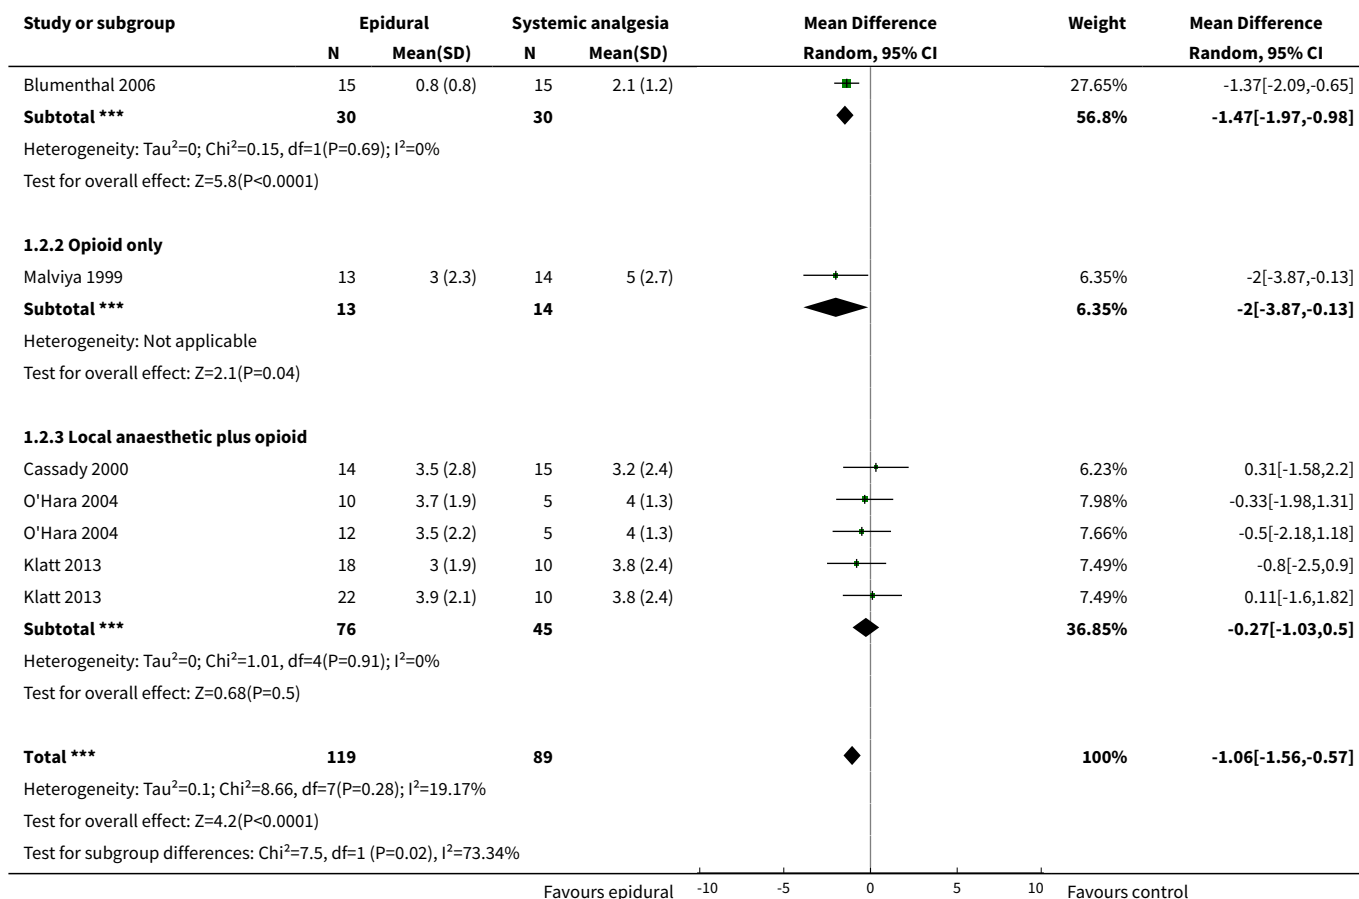 Study or subgroup Epidural Systemic analgesia Mean Difference Weight Mean Difference
N Mean(SD) N Mean(SD) Random, 95% CI Random, 95% CI
Blumenthal 2006 15 0.8 (0.8) 15 2.1 (1.2) 27.65% -1.37[-2.09,-0.65]
Subtotal *** 30 30 56.8% -1.47[-1.97,-0.98]
Heterogeneity: Tau²=0; Chi²=0.15, df=1(P=0.69); I²=0%
Test for overall effect: Z=5.8(P<0.0001)
1.2.2 Opioid only
Malviya 1999 13 3 (2.3) 14 5 (2.7) 6.35% -2[-3.87,-0.13]
Subtotal *** 13 14 6.35% -2[-3.87,-0.13]
Heterogeneity: Not applicable
Test for overall effect: Z=2.1(P=0.04)
1.2.3 Local anaesthetic plus opioid
Cassady 2000 14 3.5 (2.8) 15 3.2 (2.4) 6.23% 0.31[-1.58,2.2]
O'Hara 2004 10 3.7 (1.9) 5 4 (1.3) 7.98% -0.33[-1.98,1.31]
O'Hara 2004 12 3.5 (2.2) 5 4 (1.3) 7.66% -0.5[-2.18,1.18]
Klatt 2013 18 3 (1.9) 10 3.8 (2.4) 7.49% -0.8[-2.5,0.9]
Klatt 2013 22 3.9 (2.1) 10 3.8 (2.4) 7.49% 0.11[-1.6,1.82]
Subtotal *** 76 45 36.85% -0.27[-1.03,0.5]
Heterogeneity: Tau²=0; Chi²=1.01, df=4(P=0.91); I²=0%
Test for overall effect: Z=0.68(P=0.5)
Total *** 119 89 100% -1.06[-1.56,-0.57]
Heterogeneity: Tau²=0.1; Chi²=8.66, df=7(P=0.28); I²=19.17%
Test for overall effect: Z=4.2(P<0.0001)
Test for subgroup differences: Chi²=7.5, df=1 (P=0.02), I²=73.34%
Favours epidural -10 -5 0 5 10 Favours control